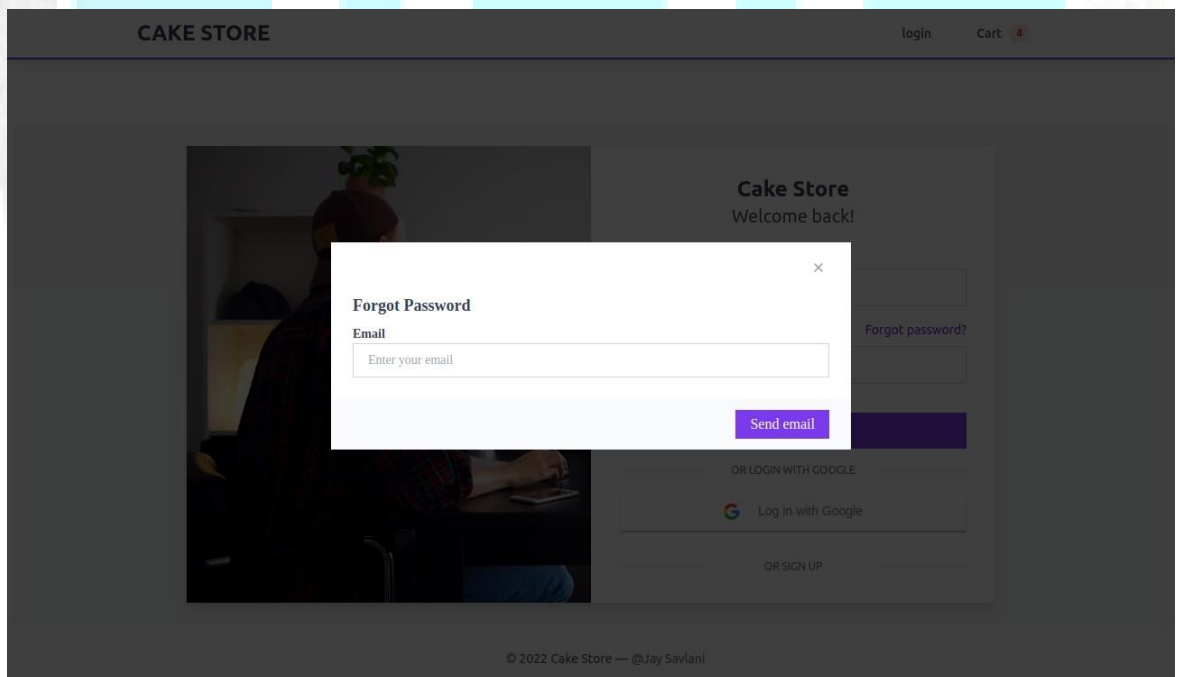 CAKE STORE
login Cart 4
Cake Store
Welcome back!
×
Forgot Password
Email
Enter your email
Forgot password?
Send email
OR LOGIN WITH GOOGLE
Log in with Google
OR SIGN UP
© 2022 Cake Store — @Jay Savlani